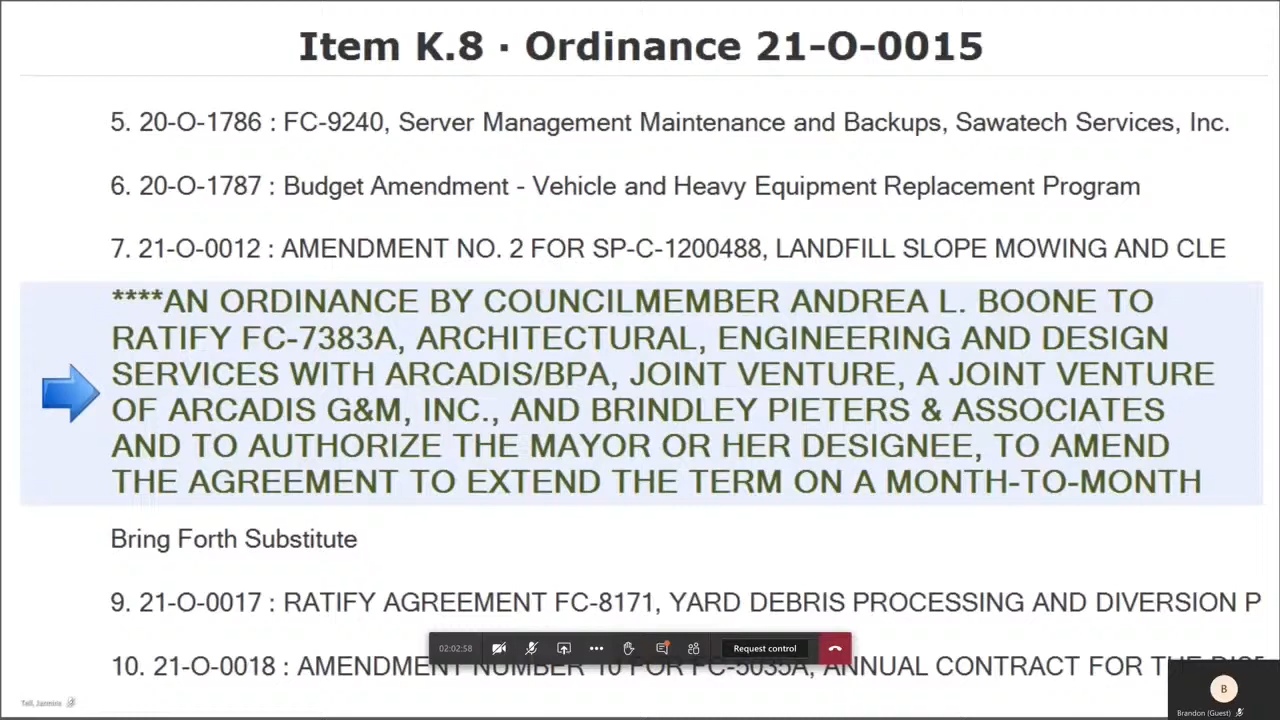 Item K.8 · Ordinance 21-O-0015
5. 20-O-1786 : FC-9240, Server Management Maintenance and Backups, Sawatech Services, Inc.
6. 20-O-1787 : Budget Amendment - Vehicle and Heavy Equipment Replacement Program
7. 21-O-0012 : AMENDMENT NO. 2 FOR SP-C-1200488, LANDFILL SLOPE MOWING AND CLE
****AN ORDINANCE BY COUNCILMEMBER ANDREA L. BOONE TO
RATIFY FC-7383A, ARCHITECTURAL, ENGINEERING AND DESIGN
SERVICES WITH ARCADIS/BPA, JOINT VENTURE, A JOINT VENTURE
OF ARCADIS G&M, INC., AND BRINDLEY PIETERS & ASSOCIATES
AND TO AUTHORIZE THE MAYOR OR HER DESIGNEE, TO AMEND
THE AGREEMENT TO EXTEND THE TERM ON A MONTH-TO-MONTH
Bring Forth Substitute
9. 21-O-0017 : RATIFY AGREEMENT FC-8171, YARD DEBRIS PROCESSING AND DIVERSION P
02:02:58 Request control
10. 21-O-0018 : AMENDMENT NUMBER 10 FOR FC-5035A, ANNUAL CONTRACT FOR THE
B
Tell, Jasmine
Brandon (Guest)